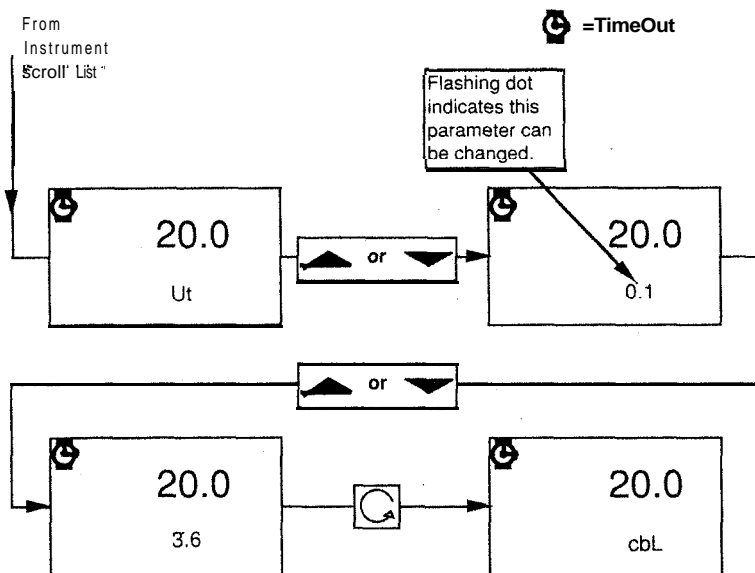 From
Instrument
Scroll List
=TimeOut
Flashing dot
indicates this
parameter can
be changed.
20.0
Ut
or
20.0
0.1
or
20.0
3.6
20.0
cbL